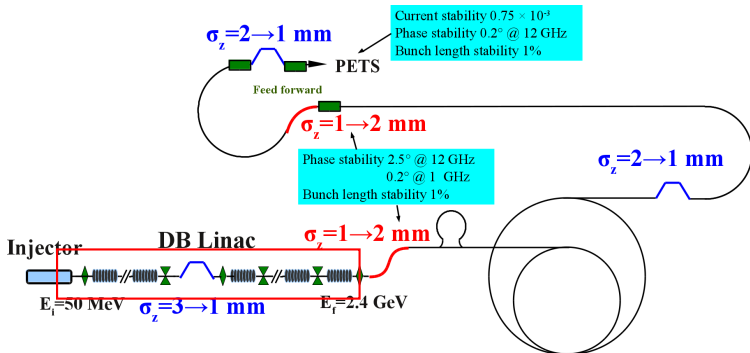 Current stability 0.75 × 10⁻³
Phase stability 0.2° @ 12 GHz
Bunch length stability 1%
σz=2→1 mm
PETS
Feed forward
σz=1→2 mm
Phase stability 2.5° @ 12 GHz
0.2° @ 1 GHz
Bunch length stability 1%
σz=2→1 mm
σz=1→2 mm
DB Linac
Injector
Ei=50 MeV
σz=3→1 mm
Ef=2.4 GeV